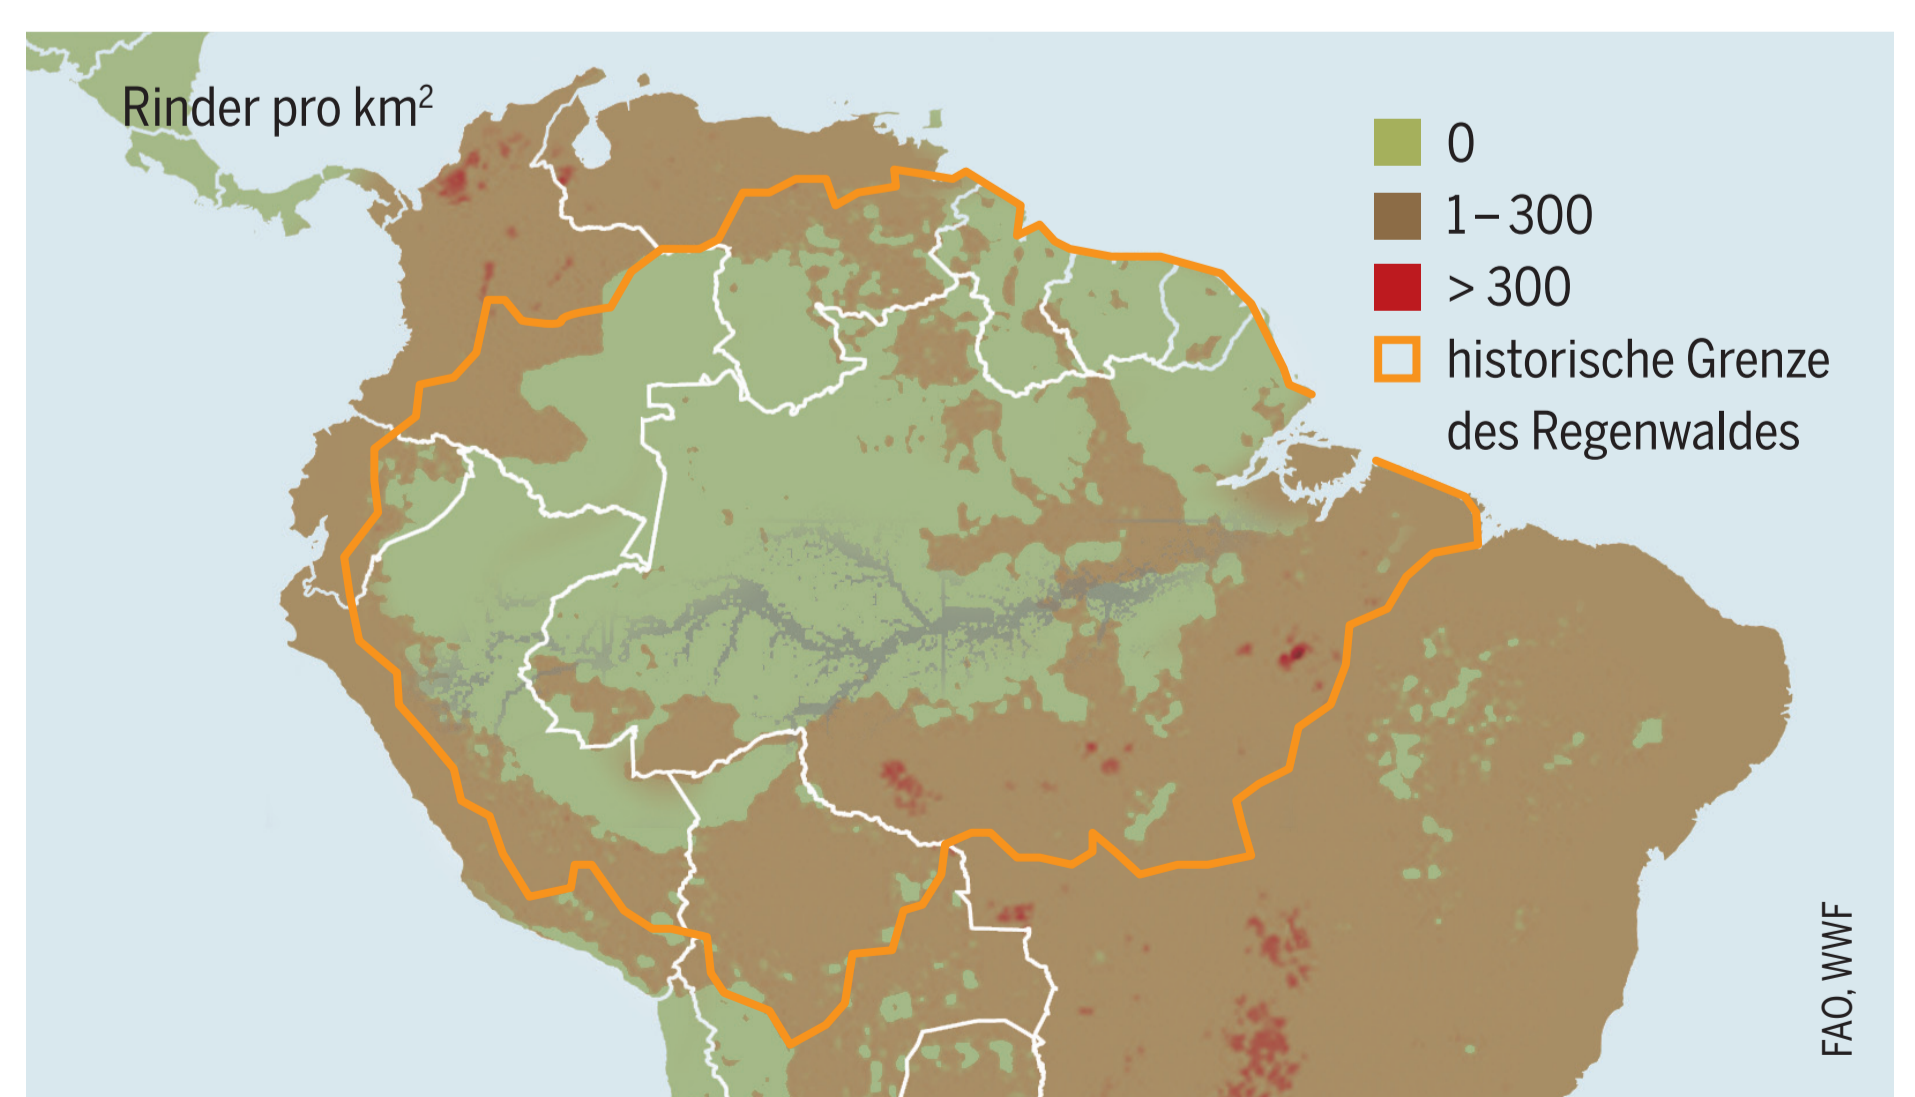 Rinder pro km²
0
1–300
> 300
historische Grenze
des Regenwaldes
FAO, WWF